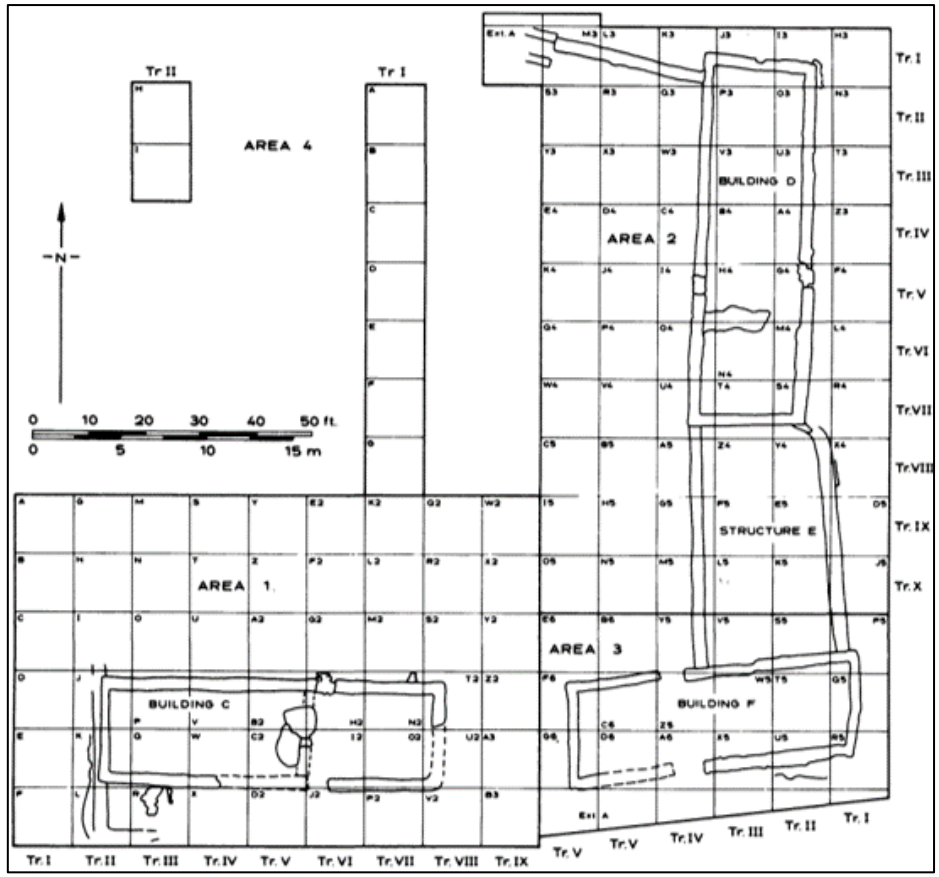 Ext. A M3 L3 K3 J3 I3 H3 Tr. I
Tr II Tr I
H A S3 R3 Q3 P3 O3 N3 Tr. II
AREA 4
I B Y3 X3 W3 V3 U3 T3 Tr. III
BUILDING D
C E4 D4 C4 B4 A4 Z3 Tr. IV
AREA 2
-N-
D K4 J4 I4 H4 G4 F4 Tr. V
E Q4 P4 O4 M4 L4 Tr. VI
N4
F W4 V4 U4 T4 S4 R4 Tr. VII
0 10 20 30 40 50 ft.
0 5 10 15 m
G C5 B5 A5 Z4 Y4 X4 Tr. VIII
A G M S Y E2 K2 Q2 W2 I5 H5 G5 F5 E5 D5 Tr. IX
STRUCTURE E
B H N T Z F2 L2 R2 X2 O5 N5 M5 L5 K5 J5 Tr. X
AREA 1.
C I O U A2 G2 M2 S2 Y2 E6 B6 Y5 V5 S5 P5
AREA 3
D J T2 Z2 F6 W5 T5 Q5
BUILDING C BUILDING F
P V B2 H2 N2 C6 Z5
E K Q W C2 I2 O2 U2 A3 G6 D6 A6 X5 U5 R5
F L R X D2 J2 P2 V2 B3
Ext. A
Tr. I Tr. II Tr. III Tr. IV Tr. V Tr. VI Tr. VII Tr. VIII Tr. IX Tr. V Tr. V Tr. IV Tr. III Tr. II Tr. I